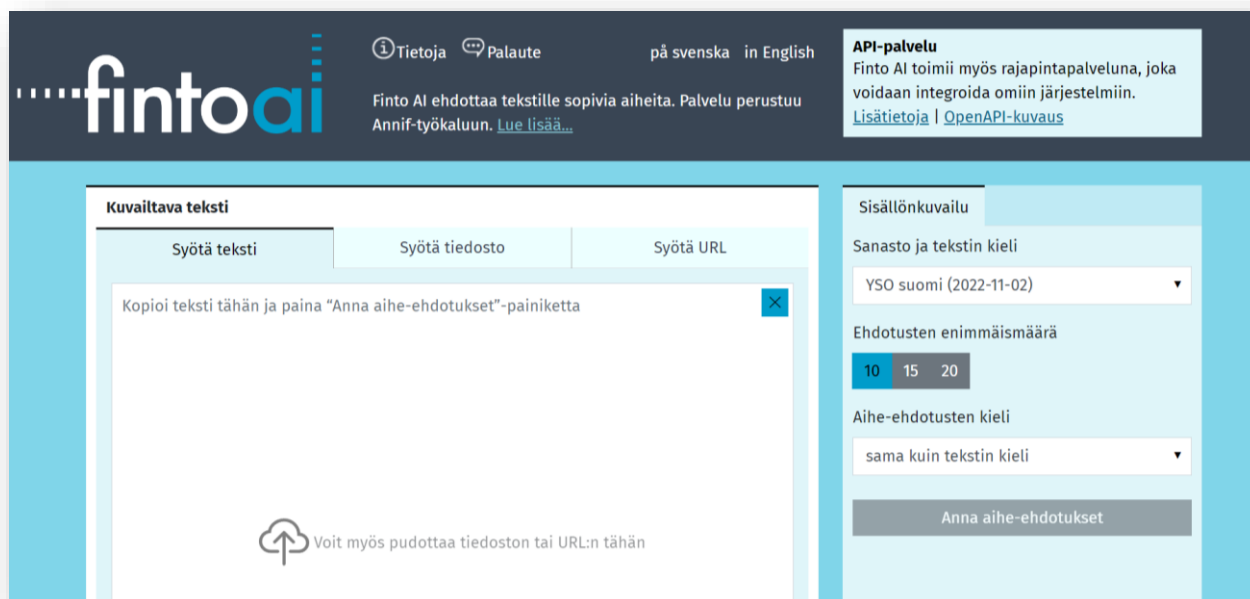 fintoai
Tietoja Palaute på svenska in English
Finto AI ehdottaa tekstille sopivia aiheita. Palvelu perustuu
Annif-työkaluun. Lue lisää...
API-palvelu
Finto AI toimii myös rajapintapalveluna, joka
voidaan integroida omiin järjestelmiin.
Lisätietoja | OpenAPI-kuvaus
Kuvailtava teksti
Syötä teksti Syötä tiedosto Syötä URL
Kopioi teksti tähän ja paina “Anna aihe-ehdotukset”-painiketta
Voit myös pudottaa tiedoston tai URL:n tähän
Sisällönkuvailu
Sanasto ja tekstin kieli
YSO suomi (2022-11-02)
Ehdotusten enimmäismäärä
10 15 20
Aihe-ehdotusten kieli
sama kuin tekstin kieli
Anna aihe-ehdotukset